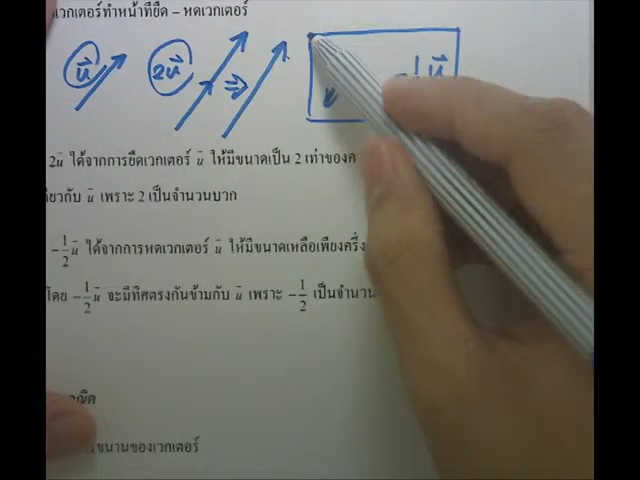 เวกเตอร์ทำหน้าที่ยืด – หดเวกเตอร์
u⃗ 2u⃗ ⇒ u⃗
2u⃗ ได้จากการยืดเวกเตอร์ u⃗ ให้มีขนาดเป็น 2 เท่าของ
เดียวกับ u⃗ เพราะ 2 เป็นจำนวนบวก
-1/2 u⃗ ได้จากการหดเวกเตอร์ u⃗ ให้มีขนาดเหลือเพียงครึ่ง
โดย -1/2 u⃗ จะมีทิศตรงกันข้ามกับ u⃗ เพราะ -1/2 เป็นจำนวน
ขนานของเวกเตอร์